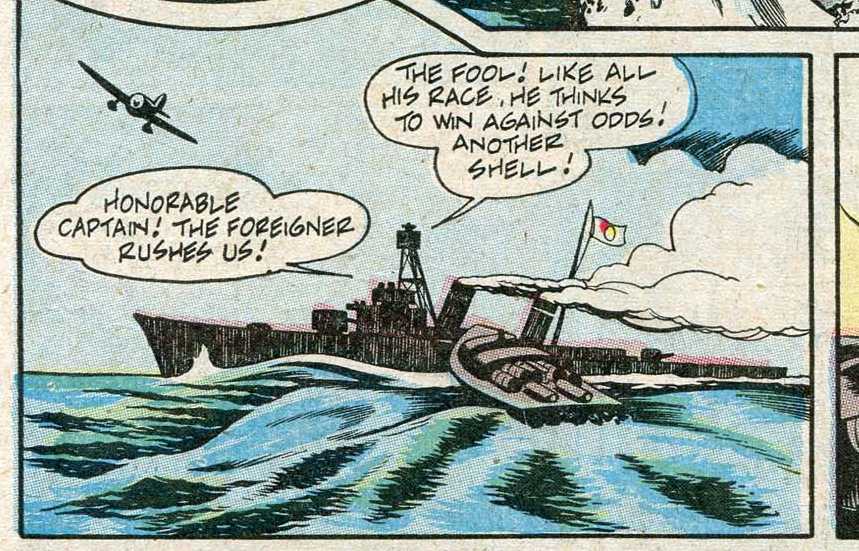 THE FOOL! LIKE ALL
HIS RACE, HE THINKS
TO WIN AGAINST ODDS!
ANOTHER
SHELL!
HONORABLE
CAPTAIN! THE FOREIGNER
RUSHES US!